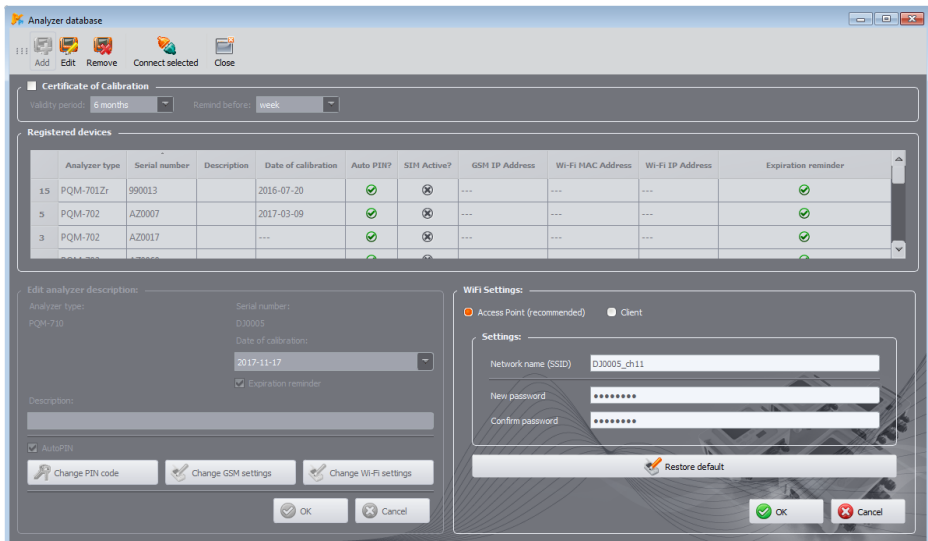 Analyzer database
Add Edit Remove Connect selected Close
Certificate of Calibration
Validity period: 6 months Remind before: week
Registered devices
Analyzer type Serial number Description Date of calibration Auto PIN? SIM Active? GSM IP Address Wi-Fi MAC Address Wi-Fi IP Address Expiration reminder
15 PQM-701Zr 990013 2016-07-20 --- --- ---
5 PQM-702 AZ0007 2017-03-09 --- --- ---
3 PQM-702 AZ0017 --- --- --- ---
Edit analyzer description:
Analyzer type: Serial number:
PQM-710 DJ0005
Date of calibration:
2017-11-17
Expiration reminder
Description:
AutoPIN
Change PIN code Change GSM settings Change Wi-Fi settings
OK Cancel
WiFi Settings:
Access Point (recommended) Client
Settings:
Network name (SSID) DJ0005_ch11
New password ••••••••
Confirm password ••••••••
Restore default
OK Cancel